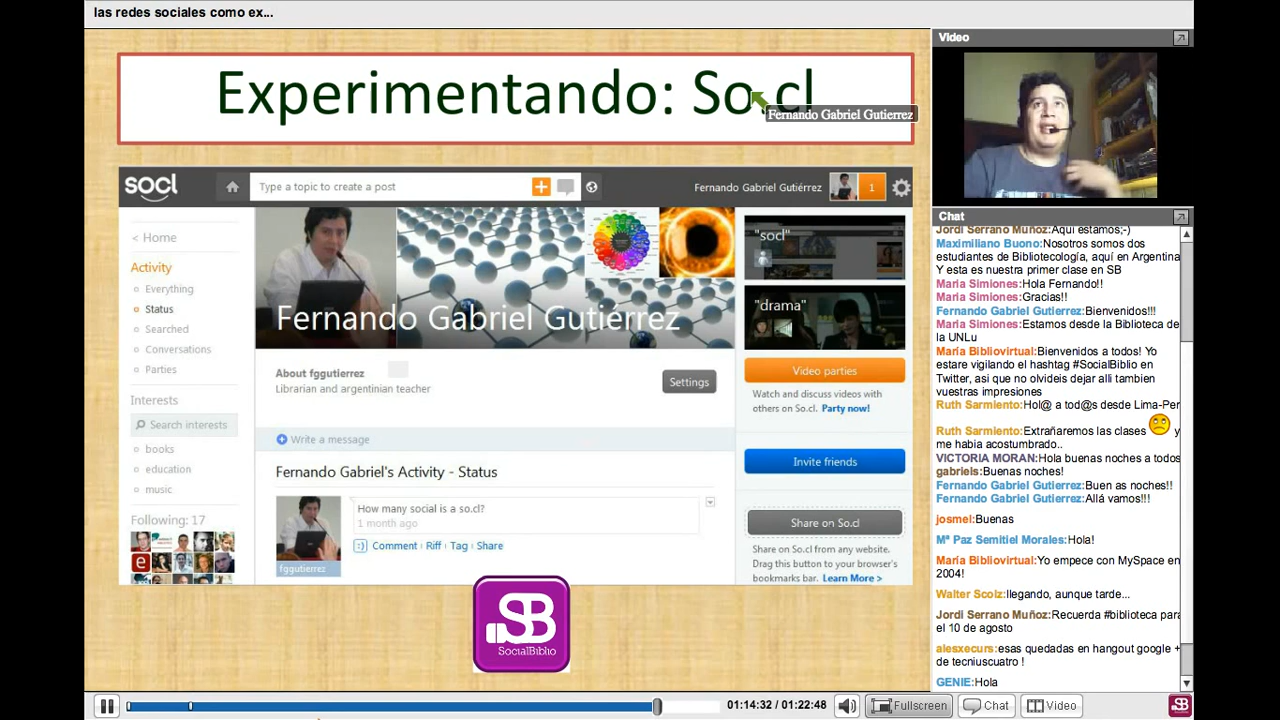 las redes sociales como ex...
Experimentando: So.cl
Fernando Gabriel Gutierrez
socl
Type a topic to create a post
Fernando Gabriel Gutiérrez
1
< Home
Activity
Everything
Status
Searched
Conversations
Parties
Interests
Search interests
books
education
music
Following: 17
Fernando Gabriel Gutiérrez
About fggutierrez
Librarian and argentinian teacher
Settings
Write a message
Fernando Gabriel's Activity - Status
How many social is a so.cl?
1 month ago
:) Comment Riff Tag Share
fggutierrez
"socl"
"drama"
Video parties
Watch and discuss videos with
others on So.cl. Party now!
Invite friends
Share on So.cl
Share on So.cl from any website.
Drag this button to your browser's
bookmarks bar. Learn More >
SB
SocialBiblio
Video
Chat
Jordi Serrano Muñoz:Aquí estamos;-)
Maximiliano Buono:Nosotros somos dos
estudiantes de Bibliotecología, aquí en Argentina
Y esta es nuestra primer clase en SB
Maria Simiones:Hola Fernando!!
Maria Simiones:Gracias!!
Fernando Gabriel Gutierrez:Bienvenidos!!!
Maria Simiones:Estamos desde la Biblioteca de
la UNLu
María Bibliovirtual:Bienvenidos a todos! Yo
estare vigilando el hashtag #SocialBiblio en
Twitter, asi que no olvideis dejar alli tambien
vuestras impresiones
Ruth Sarmiento:Hol@ a tod@s desde Lima-Per
Ruth Sarmiento:Extrañaremos las clases y
me habia acostumbrado..
VICTORIA MORAN:Hola buenas noches a todos
gabriels:Buenas noches!
Fernando Gabriel Gutierrez:Buen as noches!!
Fernando Gabriel Gutierrez:Allá vamos!!!
josmel:Buenas
Mª Paz Semitiel Morales:Hola!
María Bibliovirtual:Yo empece con MySpace en
2004!
Walter Scolz:llegando, aunque tarde...
Jordi Serrano Muñoz:Recuerda #biblioteca para
el 10 de agosto
alesxecurs:esas quedadas en hangout google +
de tecniuscuatro !
GENIE:Hola
01:14:32 / 01:22:48
Fullscreen
Chat
Video
SB